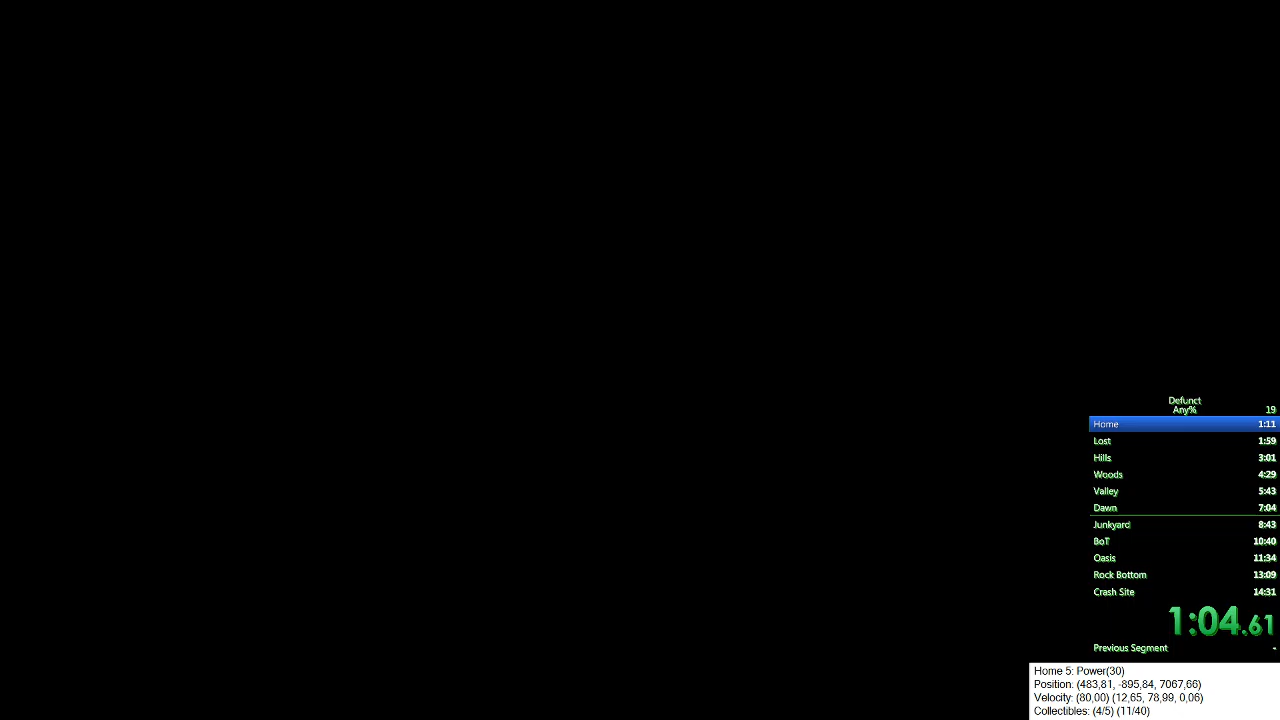 Defunct
Any% 19
Home 1:11
Lost 1:59
Hills 3:01
Woods 4:29
Valley 5:43
Dawn 7:04
Junkyard 8:43
BoT 10:40
Oasis 11:34
Rock Bottom 13:09
Crash Site 14:31
1:04.61
Previous Segment -
Home 5: Power(30)
Position: (483,81, -895,84, 7067,66)
Velocity: (80,00) (12,65, 78,99, 0,06)
Collectibles: (4/5) (11/40)